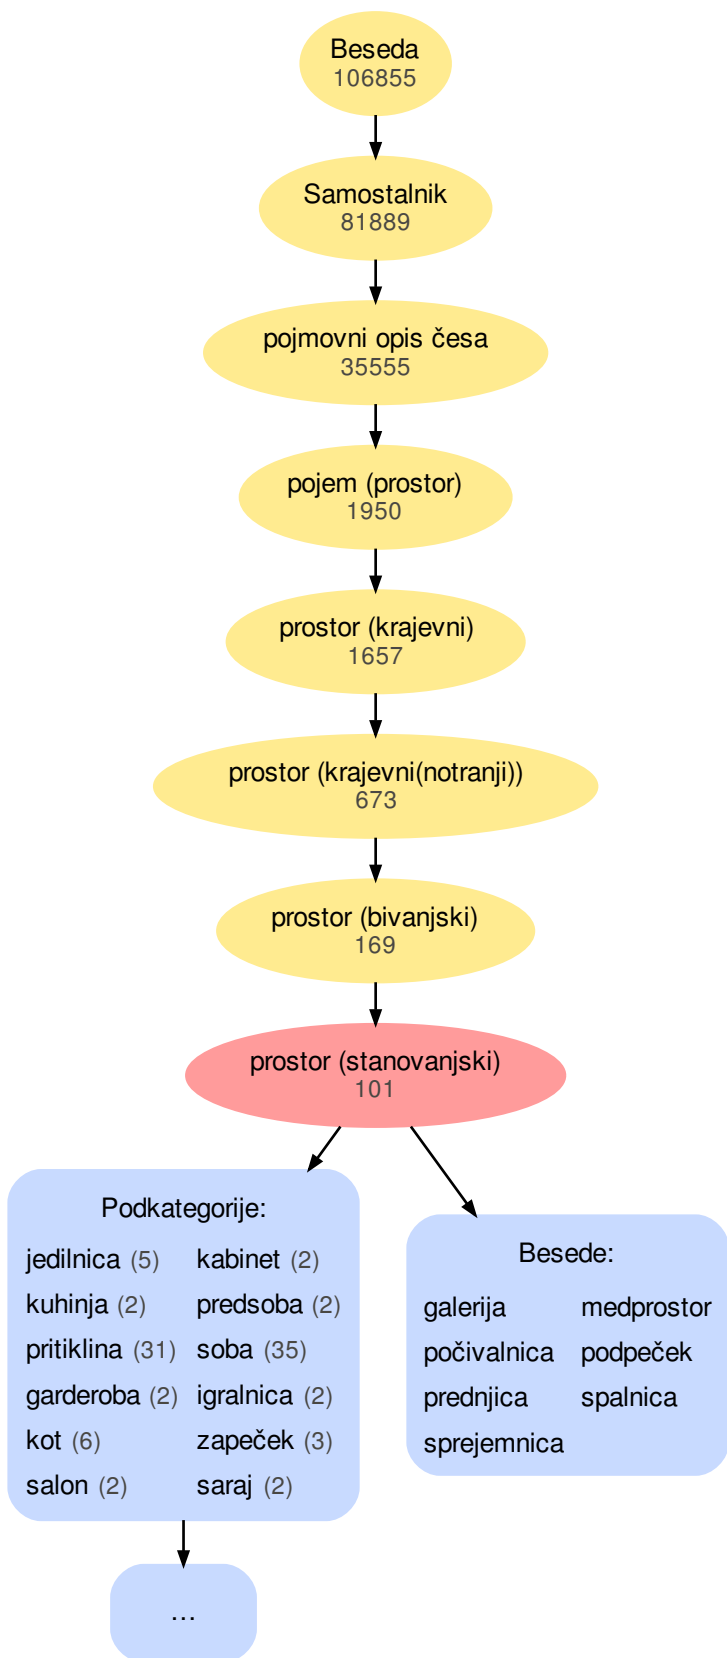 Beseda
106855
Samostalnik
81889
pojmovni opis česa
35555
pojem (prostor)
1950
prostor (krajevni)
1657
prostor (krajevni(notranji))
673
prostor (bivanjski)
169
prostor (stanovanjski)
101
Podkategorije:
jedilnica (5) kabinet (2)
kuhinja (2) predsoba (2)
pritiklina (31) soba (35)
garderoba (2) igralnica (2)
kot (6) zapeček (3)
salon (2) saraj (2)
Besede:
galerija medprostor
počivalnica podpeček
prednjica spalnica
sprejemnica
...